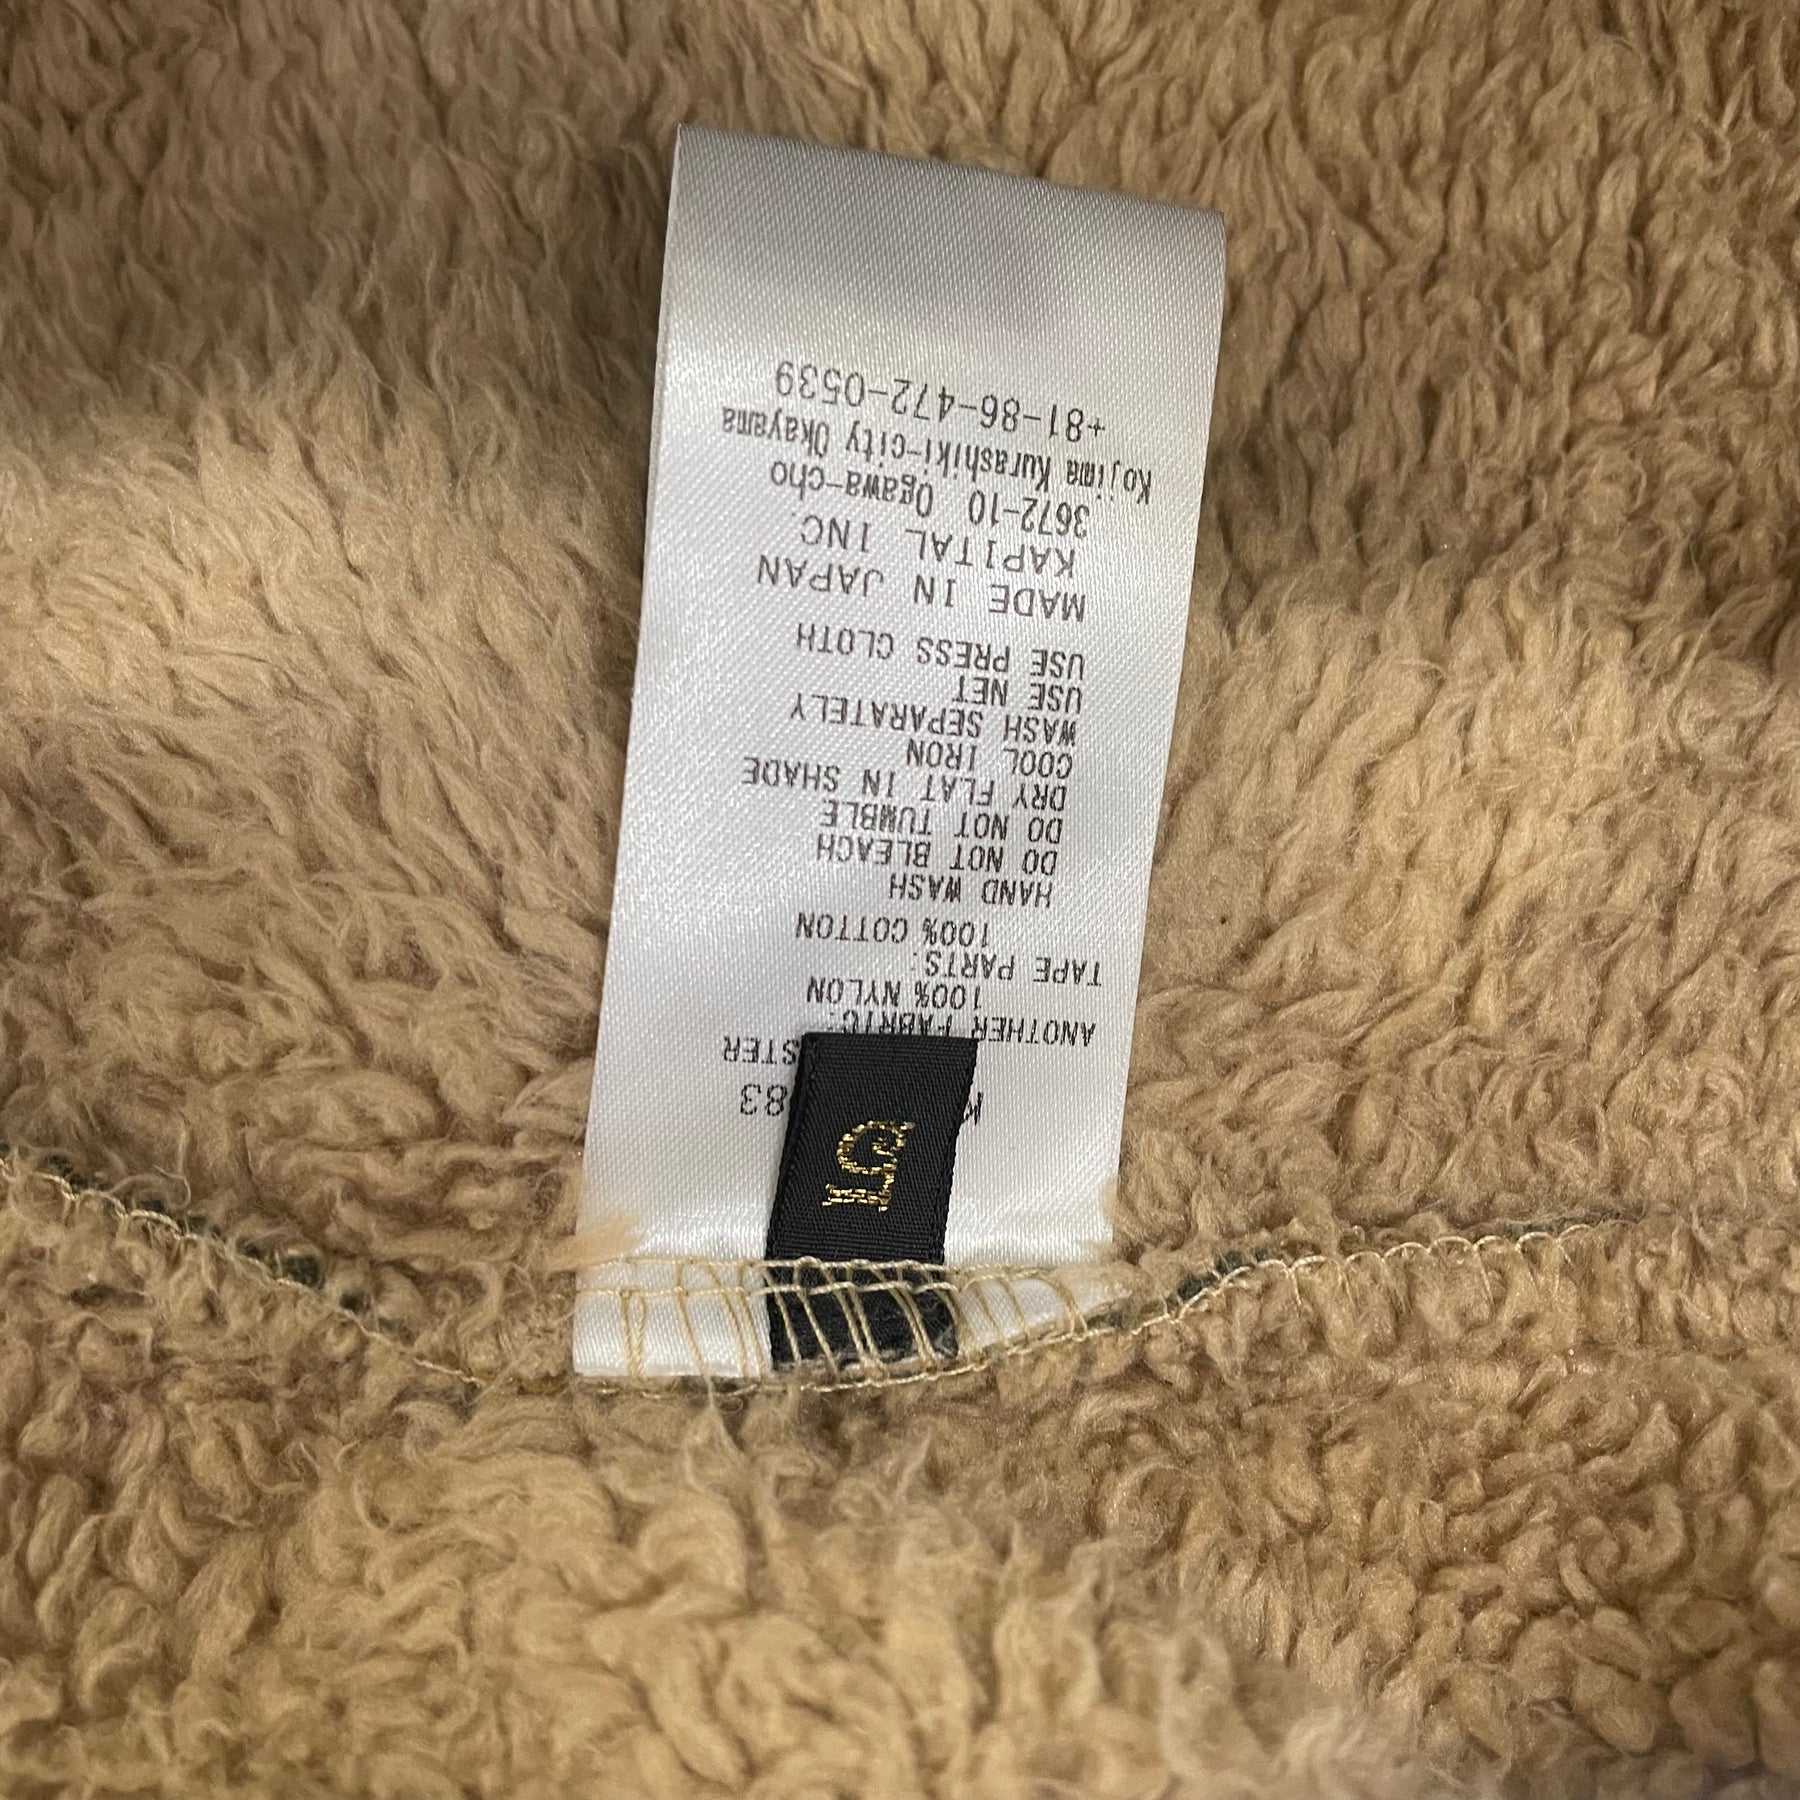 ANOTHER FABRIC:
100% NYLON
TAPE PARTS:
100% COTTON
HAND WASH
DO NOT BLEACH
DO NOT TUMBLE
DRY FLAT IN SHADE
COOL IRON
WASH SEPARATELY
USE NET
USE PRESS CLOTH
MADE IN JAPAN
KAPITAL INC.
3672-10 Ogawa-cho
Kojima Kurashiki-city Okayama
+81-86-472-0539